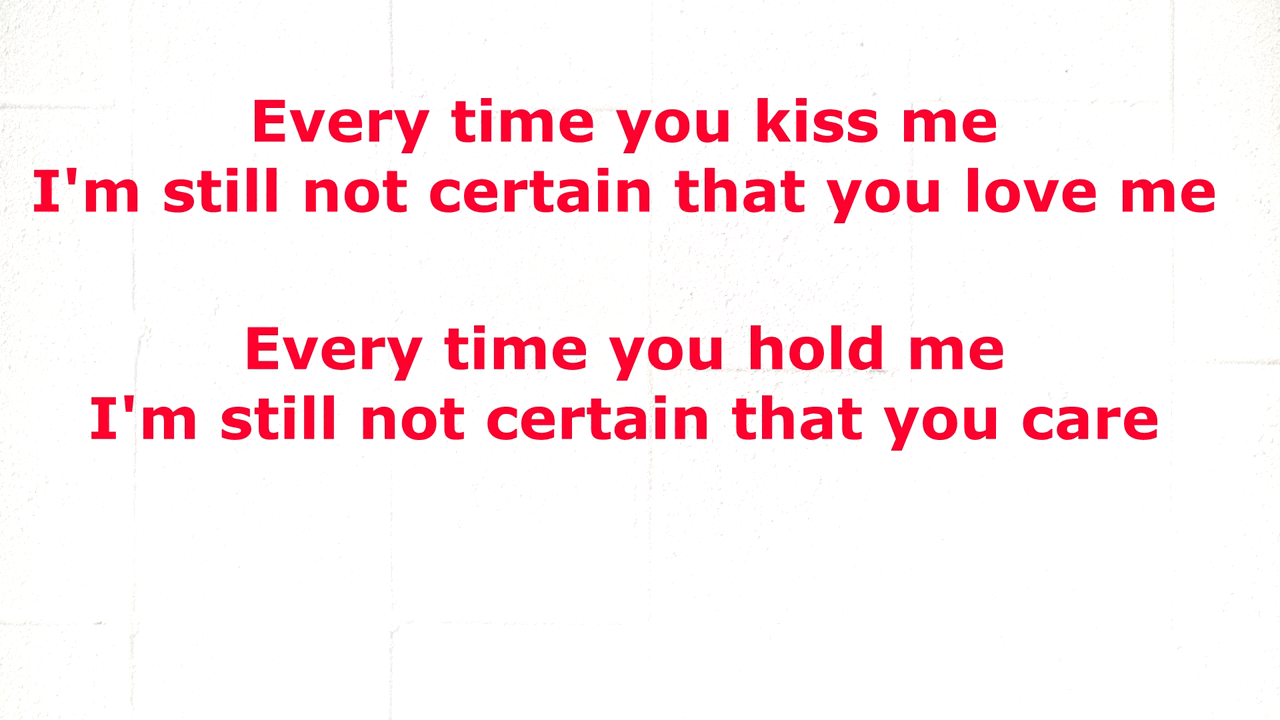 Every time you kiss me
I'm still not certain that you love me
Every time you hold me
I'm still not certain that you care